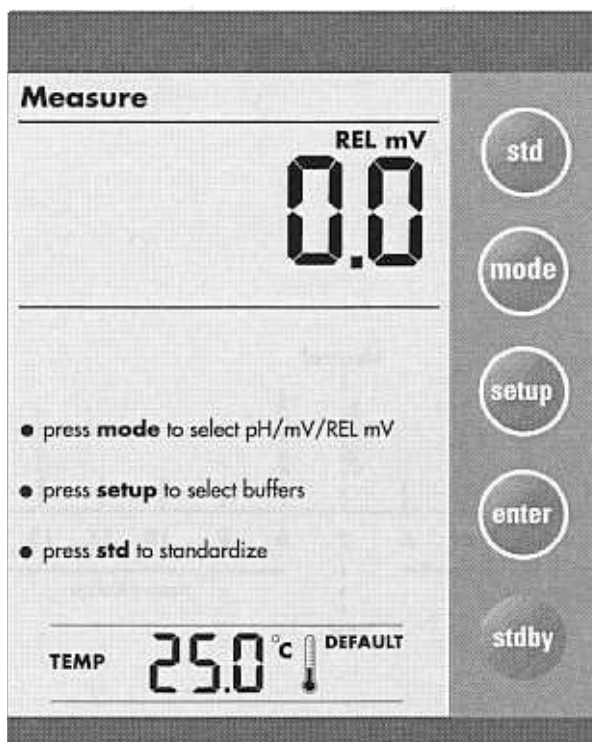 Measure
REL mV
0.0
• press mode to select pH/mV/REL mV
• press setup to select buffers
• press std to standardize
TEMP 25.0 °C DEFAULT
std
mode
setup
enter
stdby